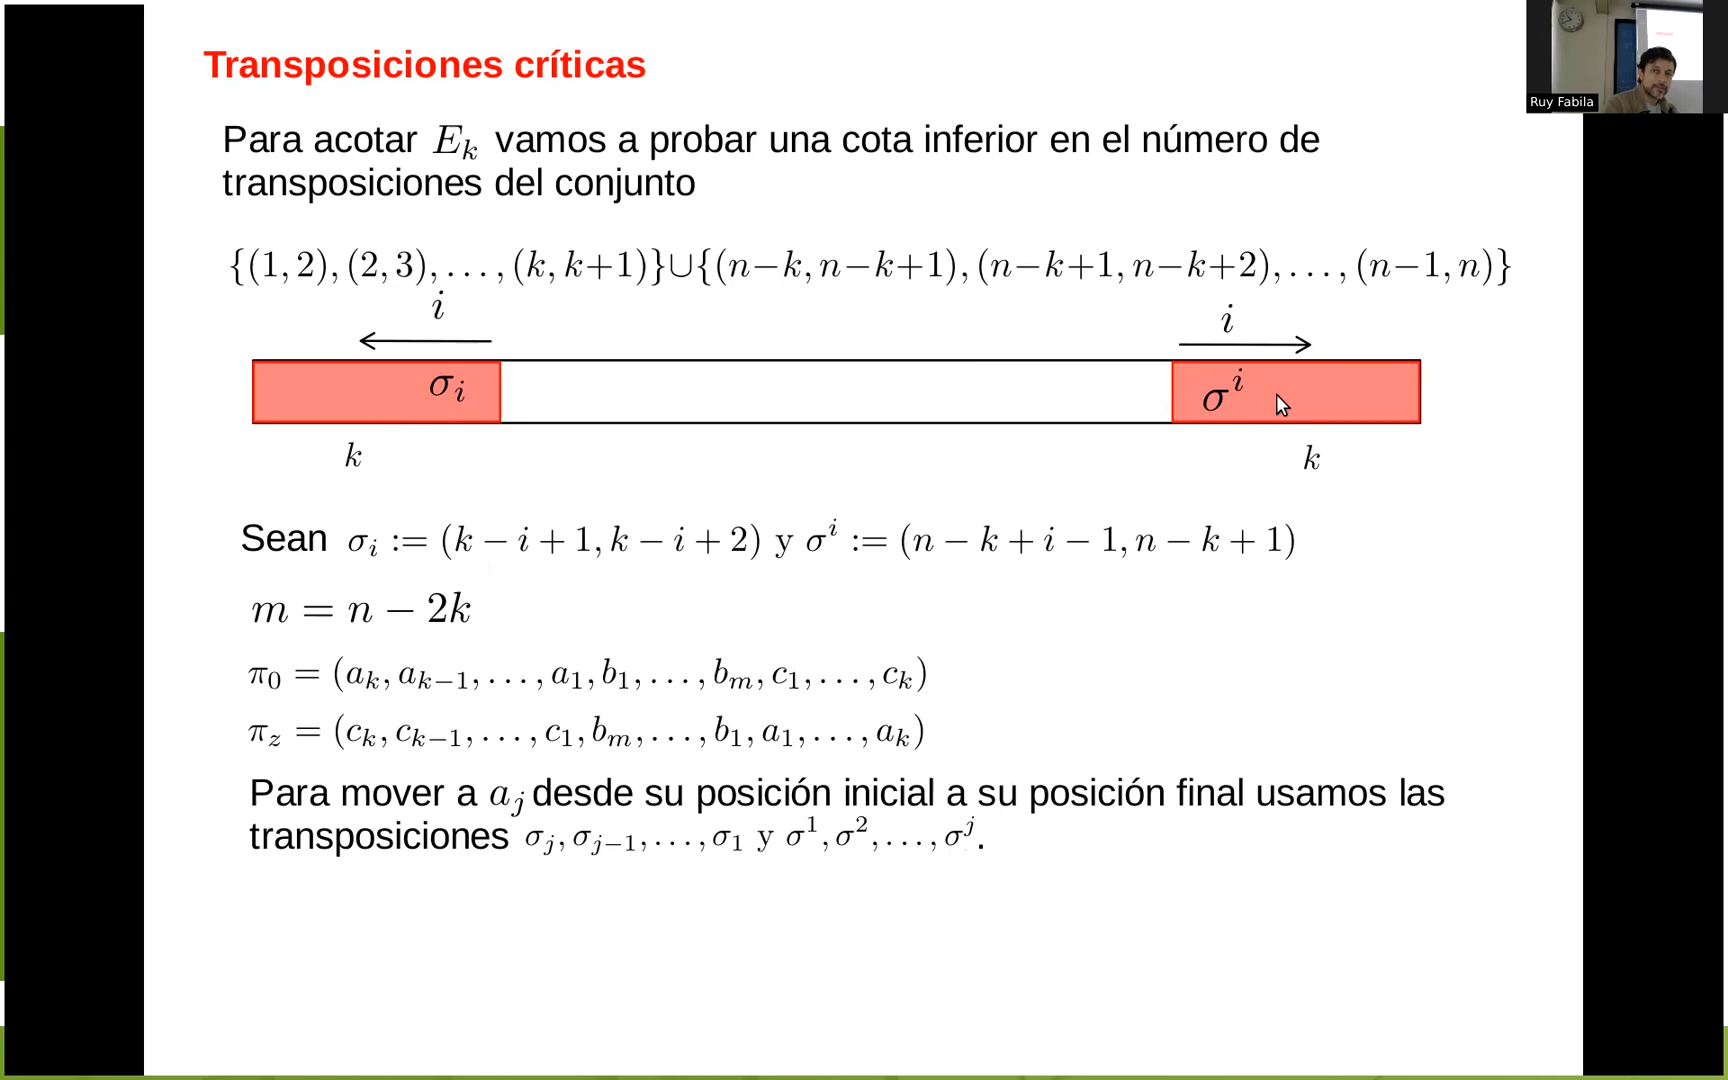 Transposiciones críticas
Ruy Fabila
Para acotar E_k vamos a probar una cota inferior en el número de
transposiciones del conjunto
{(1, 2), (2, 3), . . . , (k, k+1)}∪{(n−k, n−k+1), (n−k+1, n−k+2), . . . , (n−1, n)}
i i
σ_i σ^i
k k
Sean σ_i := (k − i + 1, k − i + 2) y σ^i := (n − k + i − 1, n − k + 1)
m = n − 2k
π_0 = (a_k, a_{k−1}, . . . , a_1, b_1, . . . , b_m, c_1, . . . , c_k)
π_z = (c_k, c_{k−1}, . . . , c_1, b_m, . . . , b_1, a_1, . . . , a_k)
Para mover a a_j desde su posición inicial a su posición final usamos las
transposiciones σ_j, σ_{j−1}, . . . , σ_1 y σ^1, σ^2, . . . , σ^j.